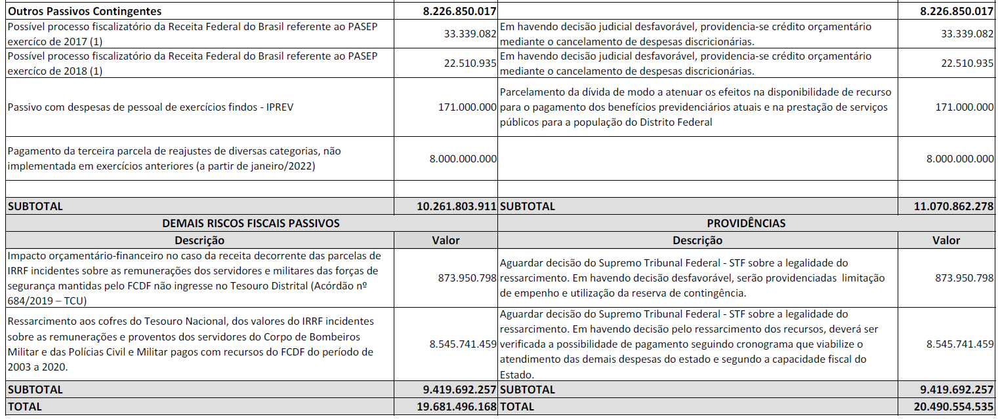 Outros Passivos Contingentes 8.226.850.017 8.226.850.017
Possível processo fiscalizatório da Receita Federal do Brasil referente ao PASEP
exercíco de 2017 (1)
33.339.082
Em havendo decisão judicial desfavorável, providencia-se crédito orçamentário
mediante o cancelamento de despesas discricionárias.
33.339.082
Possível processo fiscalizatório da Receita Federal do Brasil referente ao PASEP
exercíco de 2018 (1)
22.510.935
Em havendo decisão judicial desfavorável, providencia-se crédito orçamentário
mediante o cancelamento de despesas discricionárias.
22.510.935
Passivo com despesas de pessoal de exercícios findos - IPREV
171.000.000
Parcelamento da dívida de modo a atenuar os efeitos na disponibilidade de recurso
para o pagamento dos benefícios previdenciários atuais e na prestação de serviços
públicos para a população do Distrito Federal
171.000.000
Pagamento da terceira parcela de reajustes de diversas categorias, não
implementada em exercícios anteriores (a partir de janeiro/2022)
8.000.000.000
8.000.000.000
SUBTOTAL 10.261.803.911 SUBTOTAL 11.070.862.278
DEMAIS RISCOS FISCAIS PASSIVOS PROVIDÊNCIAS
Descrição Valor Descrição Valor
Impacto orçamentário-financeiro no caso da receita decorrente das parcelas de
IRRF incidentes sobre as remunerações dos servidores e militares das forças de
segurança mantidas pelo FCDF não ingresse no Tesouro Distrital (Acórdão nº
684/2019 – TCU)
873.950.798
Aguardar decisão do Supremo Tribunal Federal - STF sobre a legalidade do
ressarcimento. Em havendo decisão desfavorável, serão providenciadas limitação
de empenho e utilização da reserva de contingência.
873.950.798
Ressarcimento aos cofres do Tesouro Nacional, dos valores do IRRF incidentes
sobre as remunerações e proventos dos servidores do Corpo de Bombeiros
Militar e das Polícias Civil e Militar pagos com recursos do FCDF do período de
2003 a 2020.
8.545.741.459
Aguardar decisão do Supremo Tribunal Federal - STF sobre a legalidade do
ressarcimento. Em havendo decisão pelo ressarcimento dos recursos, deverá ser
verificada a possibilidade de pagamento seguindo cronograma que viabilize o
atendimento das demais despesas do estado e segundo a capacidade fiscal do
Estado.
8.545.741.459
SUBTOTAL 9.419.692.257 SUBTOTAL 9.419.692.257
TOTAL 19.681.496.168 TOTAL 20.490.554.535